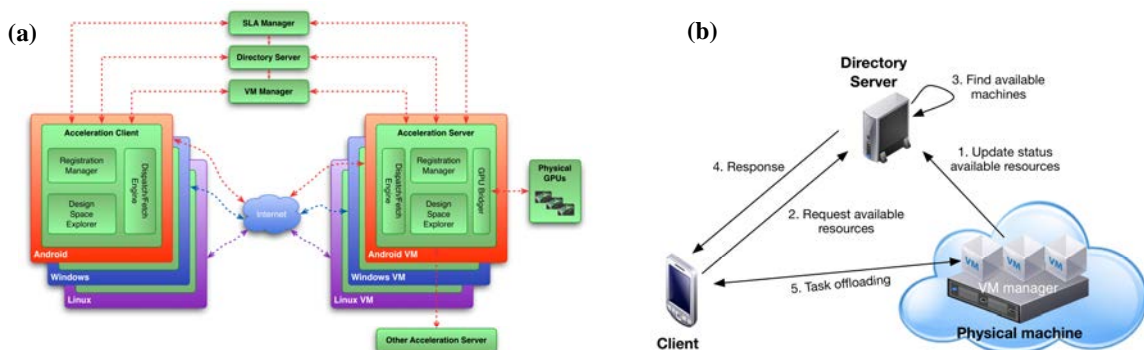 (a)
SLA Manager
Directory Server
VM Manager
Acceleration Client
Registration
Manager
Design
Space
Explorer
Dispatch/Fetch
Engine
Android
Windows
Linux
Internet
Acceleration Server
Dispatch/Fetch
Engine
Registration
Manager
Design
Space
Explorer
GPU Bridger
Android VM
Windows VM
Linux VM
Physical
GPUs
Other Acceleration Server
(b)
Directory
Server
3. Find available
machines
4. Response
1. Update status
available resources
2. Request available
resources
5. Task offloading
Client
VM
VM
VM
VM manager
Physical machine